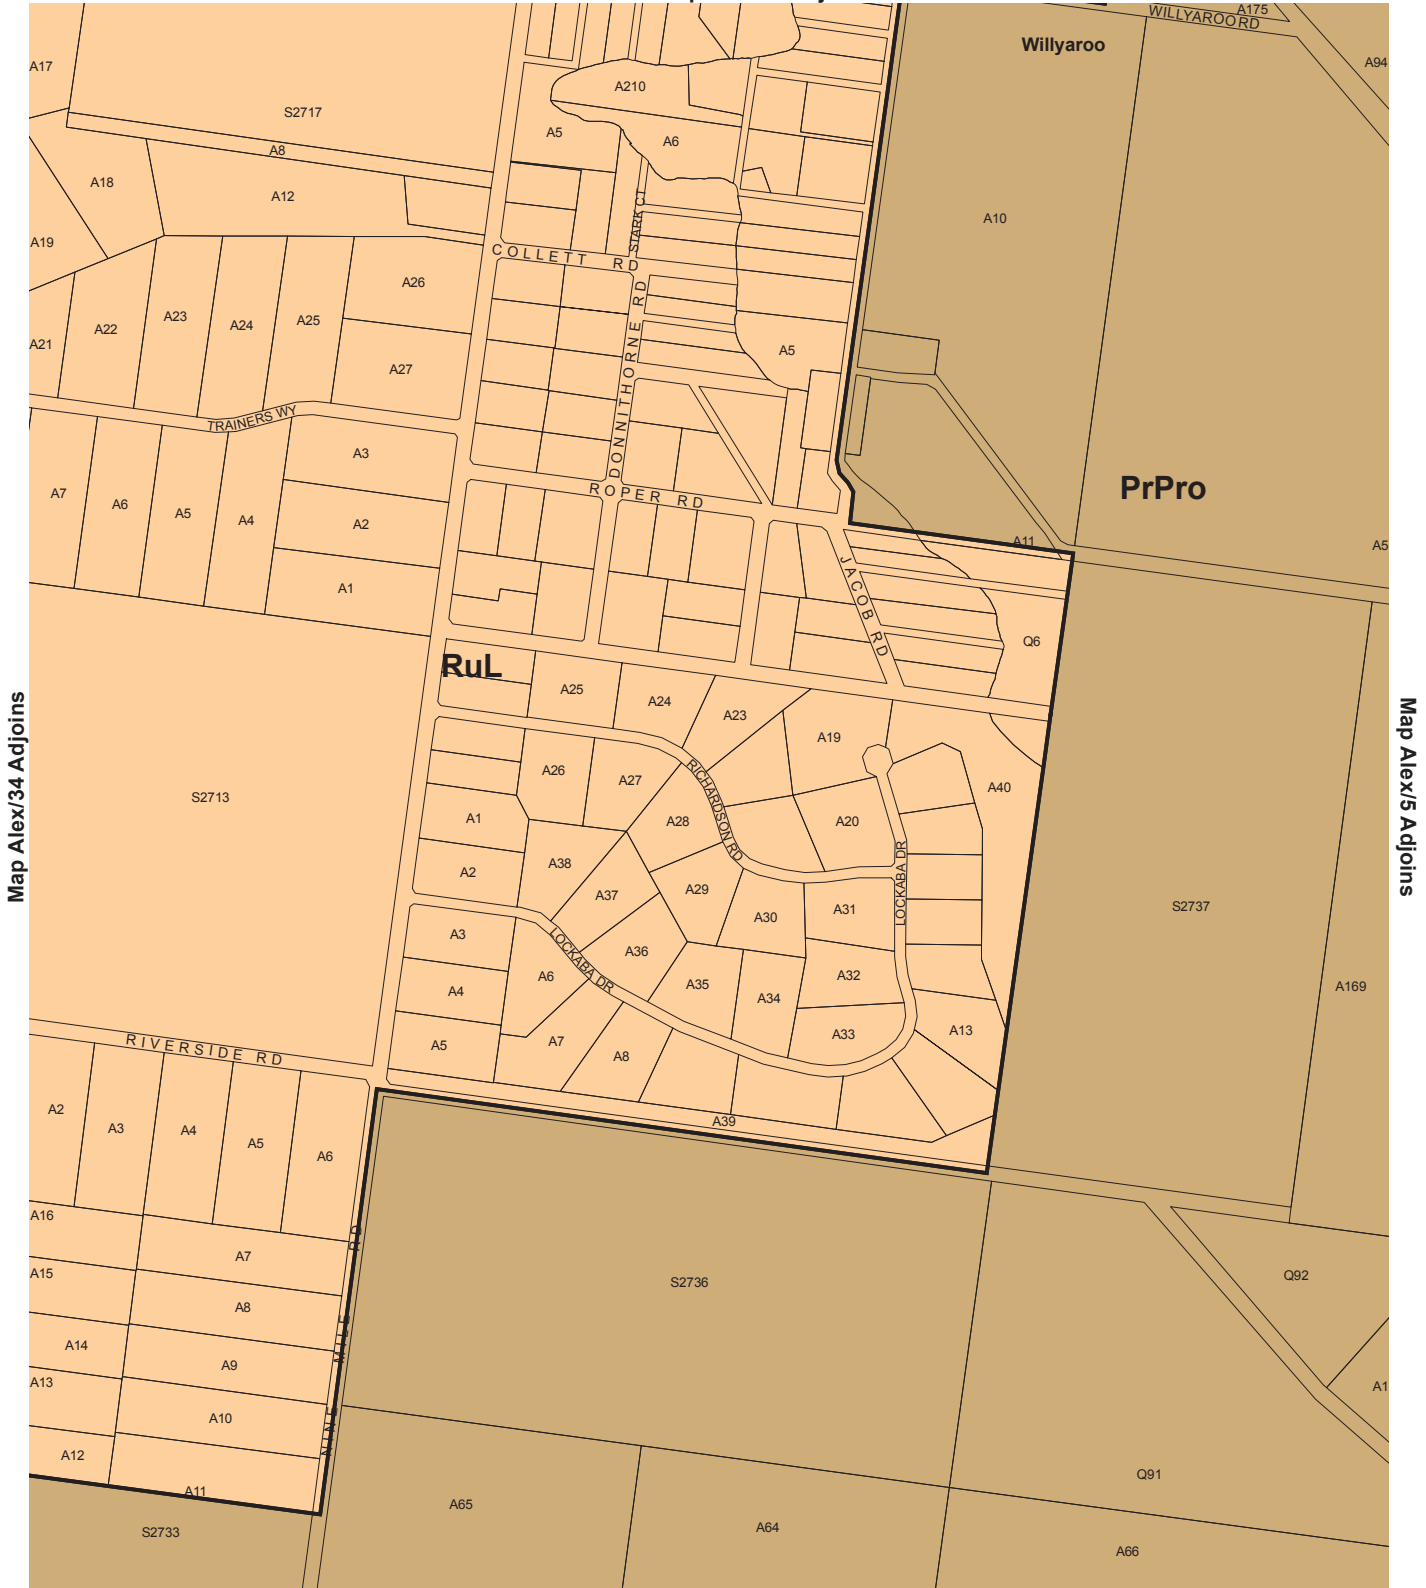 A175
WILLYAROO RD
Willyaroo
A17
A94
A210
S2717
A5
A6
A8
A18
A12
STARK CT
A10
A19
COLLETT RD
A26
A23
A22
A24
A25
DONNITHORNE RD
A21
A5
A27
TRAINERS WY
A3
PrPro
A7
A6
A5
A4
A2
ROPER RD
A11
A5
A1
JACOB RD
Q6
RuL
A25
A24
A23
A19
Map Alex/34 Adjoins
Map Alex/5 Adjoins
S2713
A26
A27
RICHARDSON RD
A40
A1
A28
A20
A38
A2
LOCKABA DR
A37
A29
A30
A31
S2737
A3
LOCKABA DR
A36
A6
A35
A34
A32
A4
A169
A5
A7
A8
A33
A13
RIVERSIDE RD
A2
A3
A4
A5
A6
A39
A16
A7
NINE MILE RD
A15
A8
S2736
Q92
A14
A9
A13
A10
A1
A12
A11
Q91
S2733
A65
A64
A66